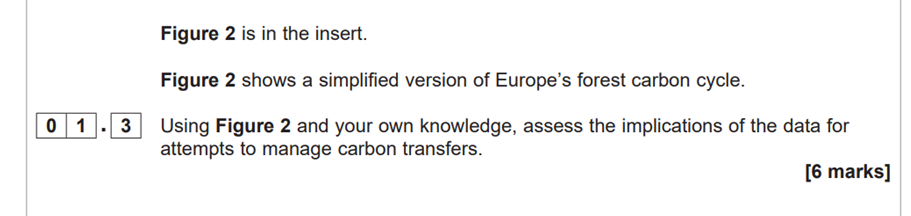 Figure 2 is in the insert.
Figure 2 shows a simplified version of Europe's forest carbon cycle.
0 1 . 3 Using Figure 2 and your own knowledge, assess the implications of the data for
attempts to manage carbon transfers.
[6 marks]